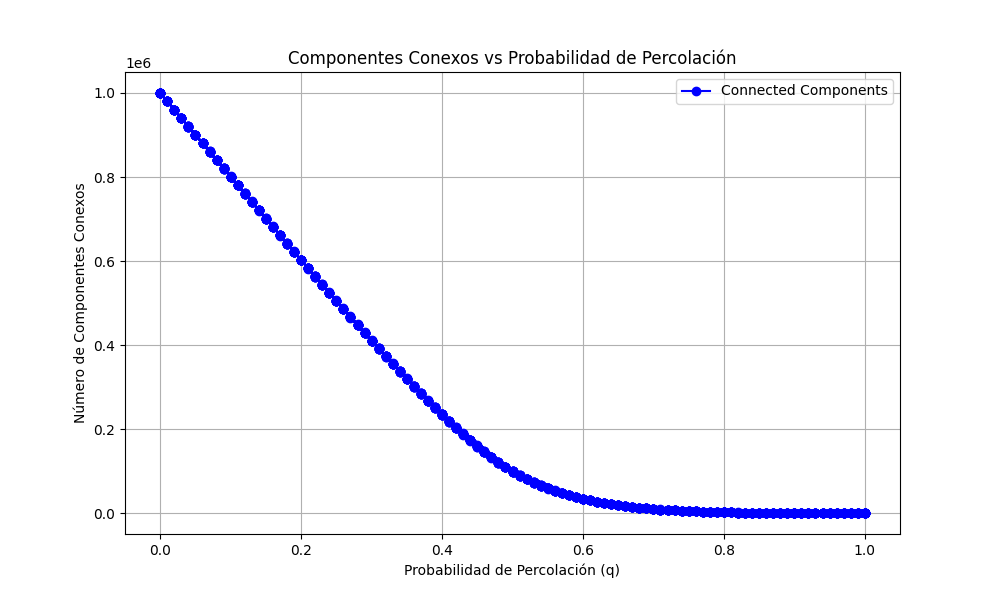 Componentes Conexos vs Probabilidad de Percolación
1e6
Connected Components
1.0
0.8
0.6
0.4
0.2
0.0
Número de Componentes Conexos
0.0 0.2 0.4 0.6 0.8 1.0
Probabilidad de Percolación (q)